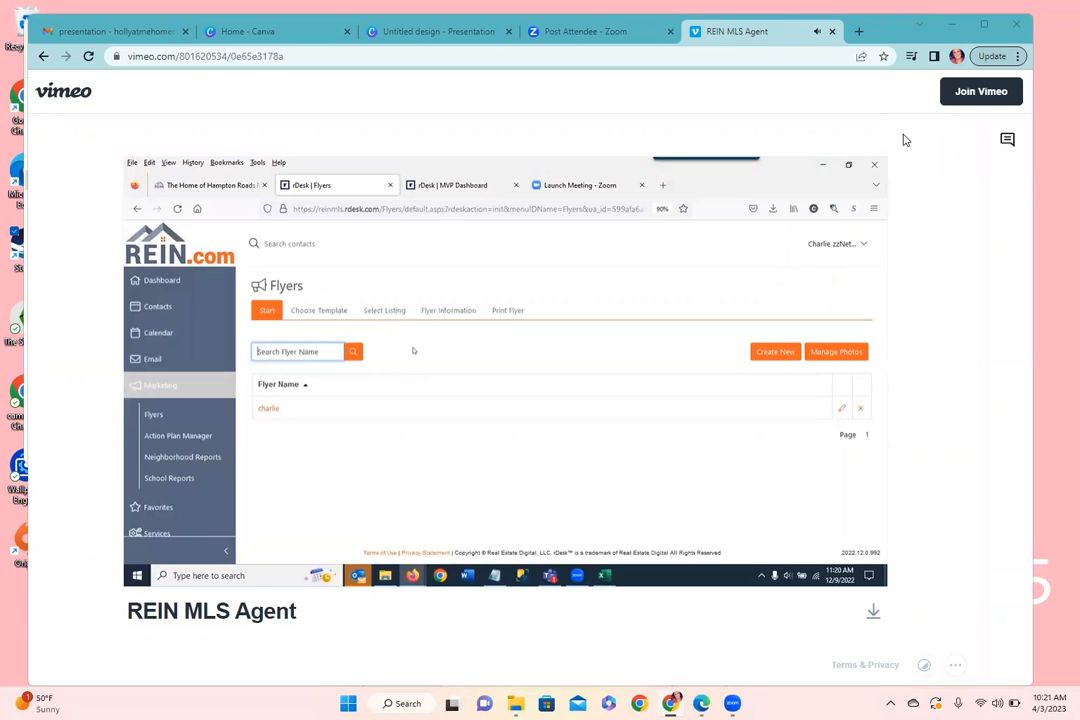 presentation - hollyatmehomes
Home - Canva
Untitled design - Presentation
Post Attendee - Zoom
REIN MLS Agent
vimeo.com/801620534/0e65e3178a
Update
vimeo
Join Vimeo
File Edit View History Bookmarks Tools Help
The Home of Hampton Roads
rDesk | Flyers
rDesk | MVP Dashboard
Launch Meeting - Zoom
https://reinmls.rdesk.com/Flyers/default.aspx?rdeskaction=init&menuIDName=Flyers&ua_id=599afa6
90%
REIN.com
Search contacts
Charlie zzNet...
Dashboard
Contacts
Calendar
Email
Marketing
Flyers
Action Plan Manager
Neighborhood Reports
School Reports
Favorites
Services
Flyers
Start
Choose Template
Select Listing
Flyer Information
Print Flyer
Search Flyer Name
Create New
Manage Photos
Flyer Name
charlie
Page 1
Terms of Use | Privacy Statement | Copyright © Real Estate Digital, LLC. rDesk™ is a trademark of Real Estate Digital. All Rights Reserved
2022.12.0.992
Type here to search
11:20 AM
12/9/2022
REIN MLS Agent
Terms & Privacy
50°F
Sunny
Search
10:21 AM
4/3/2023